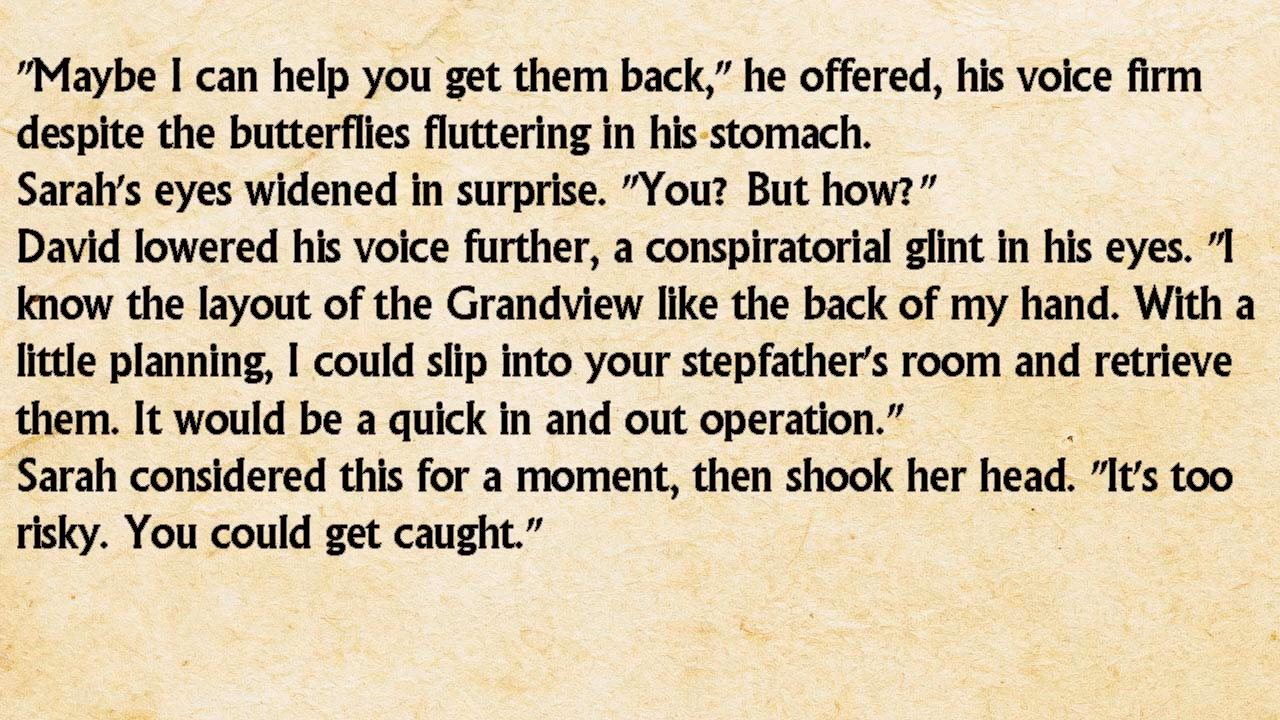 "Maybe I can help you get them back," he offered, his voice firm
despite the butterflies fluttering in his stomach.
Sarah's eyes widened in surprise. "You? But how?"
David lowered his voice further, a conspiratorial glint in his eyes. "I
know the layout of the Grandview like the back of my hand. With a
little planning, I could slip into your stepfather's room and retrieve
them. It would be a quick in and out operation."
Sarah considered this for a moment, then shook her head. "It's too
risky. You could get caught."